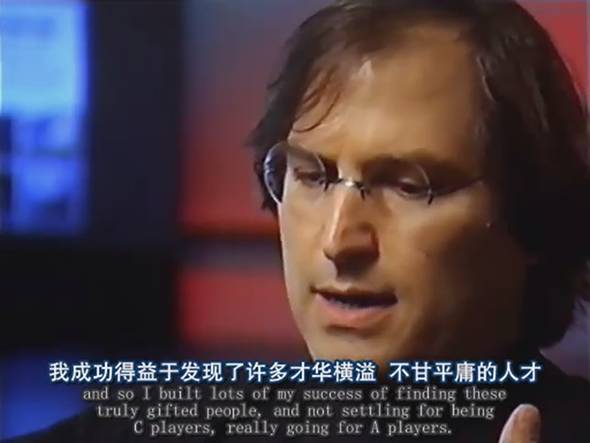 我成功得益于发现了许多才华横溢 不甘平庸的人才
and so I built lots of my success of finding these
truly gifted people, and not settling for being
C players, really going for A players.